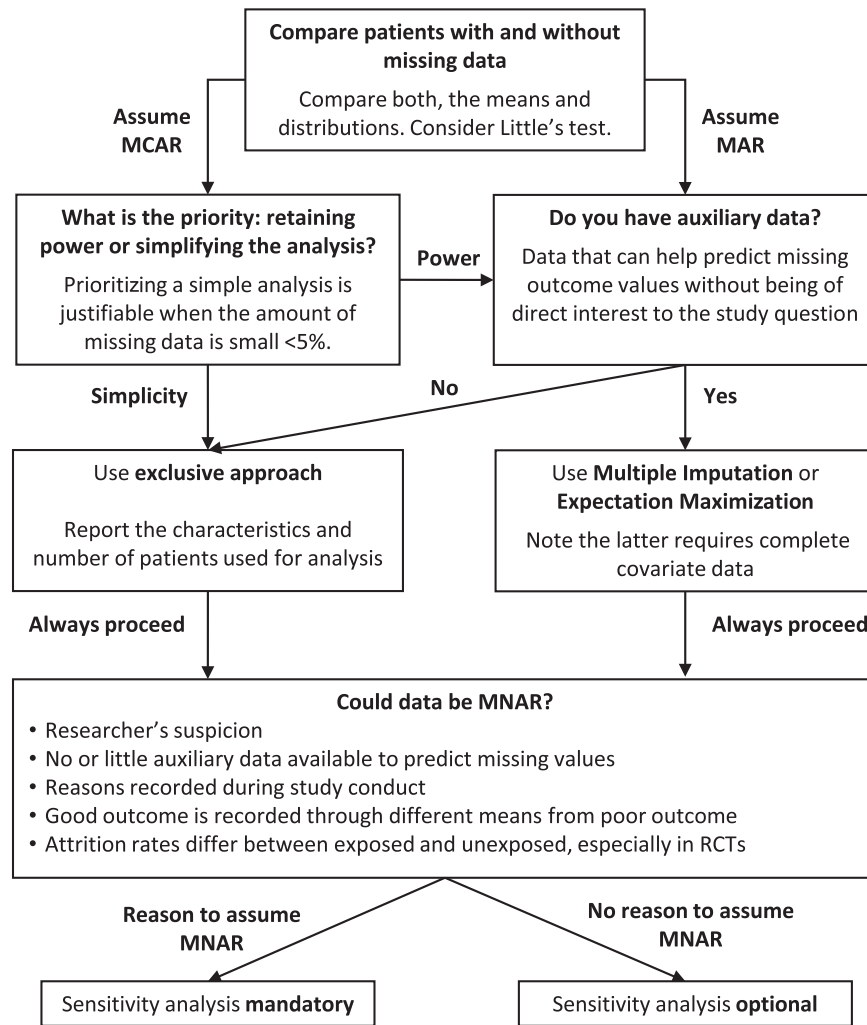 Compare patients with and without
missing data
Compare both, the means and
distributions. Consider Little's test.
Assume
MCAR
Assume
MAR
What is the priority: retaining
power or simplifying the analysis?
Prioritizing a simple analysis is
justifiable when the amount of
missing data is small <5%.
Power
Do you have auxiliary data?
Data that can help predict missing
outcome values without being of
direct interest to the study question
Simplicity
No
Yes
Use exclusive approach
Report the characteristics and
number of patients used for analysis
Use Multiple Imputation or
Expectation Maximization
Note the latter requires complete
covariate data
Always proceed
Always proceed
Could data be MNAR?
• Researcher's suspicion
• No or little auxiliary data available to predict missing values
• Reasons recorded during study conduct
• Good outcome is recorded through different means from poor outcome
• Attrition rates differ between exposed and unexposed, especially in RCTs
Reason to assume
MNAR
No reason to assume
MNAR
Sensitivity analysis mandatory
Sensitivity analysis optional